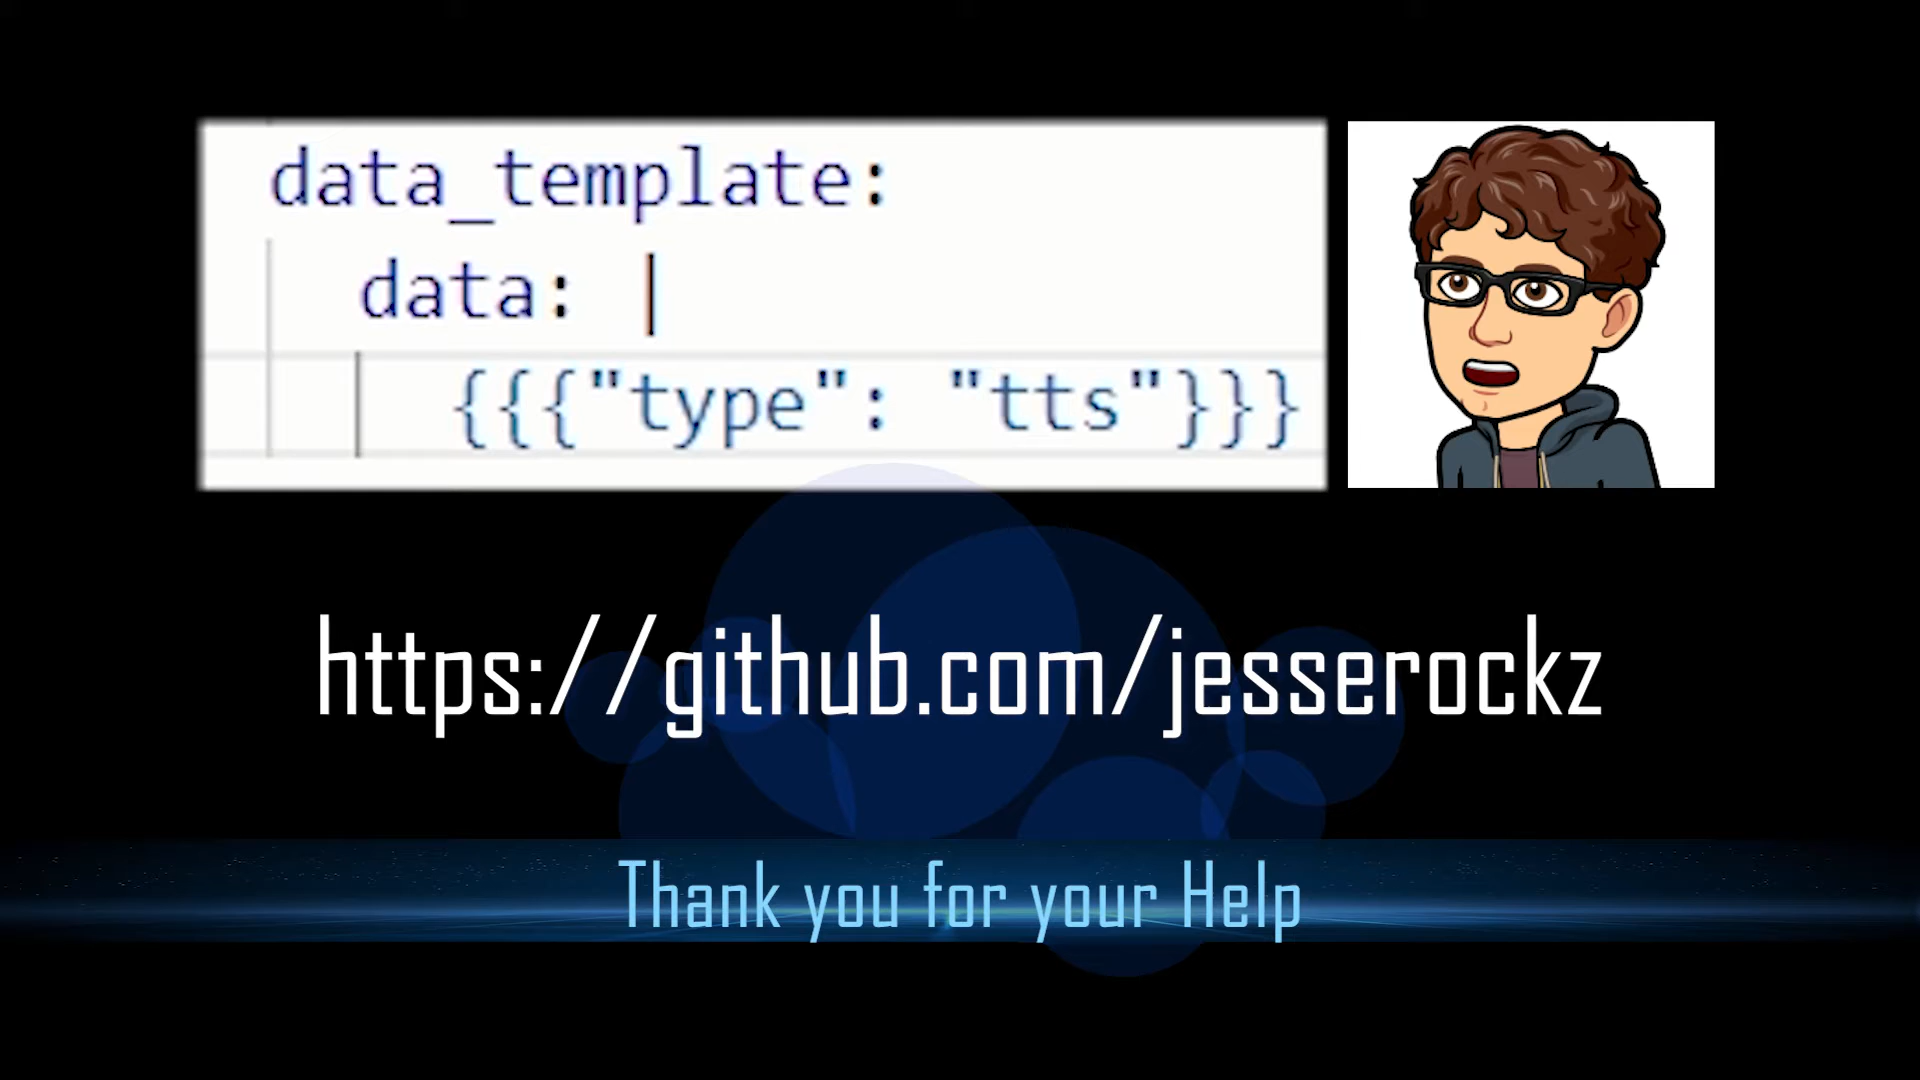 data_template:
data: |
{{{"type": "tts"}}}
https://github.com/jesserockz
Thank you for your Help